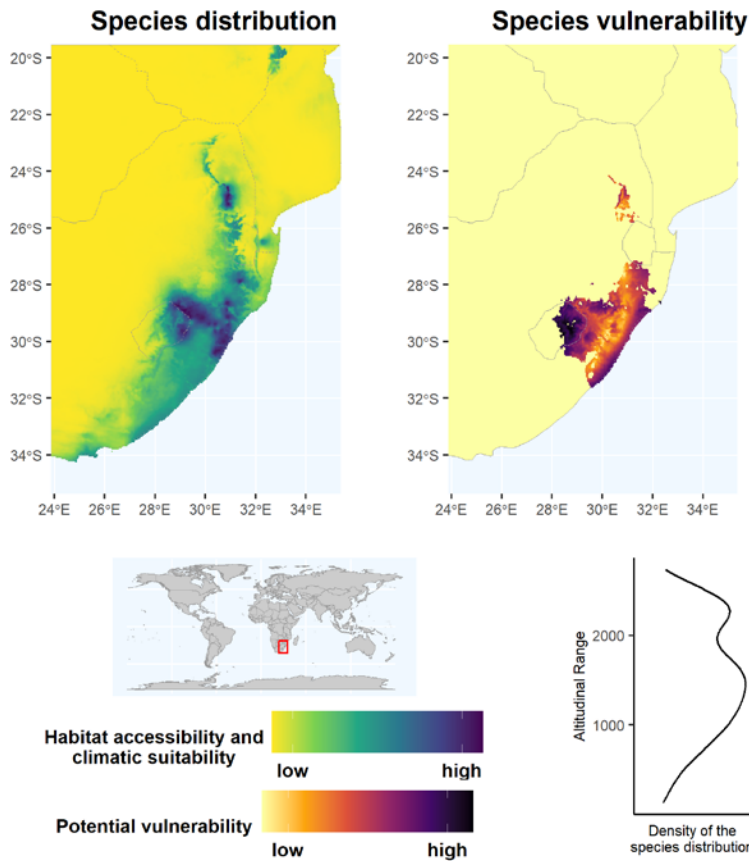 Species distribution
Species vulnerability
20°S
22°S
24°S
26°S
28°S
30°S
32°S
34°S
24°E 26°E 28°E 30°E 32°E 34°E
20°S
22°S
24°S
26°S
28°S
30°S
32°S
34°S
24°E 26°E 28°E 30°E 32°E 34°E
Habitat accessibility and
climatic suitability
low high
Potential vulnerability
low high
Altitudinal Range
2000
1000
Density of the
species distribution